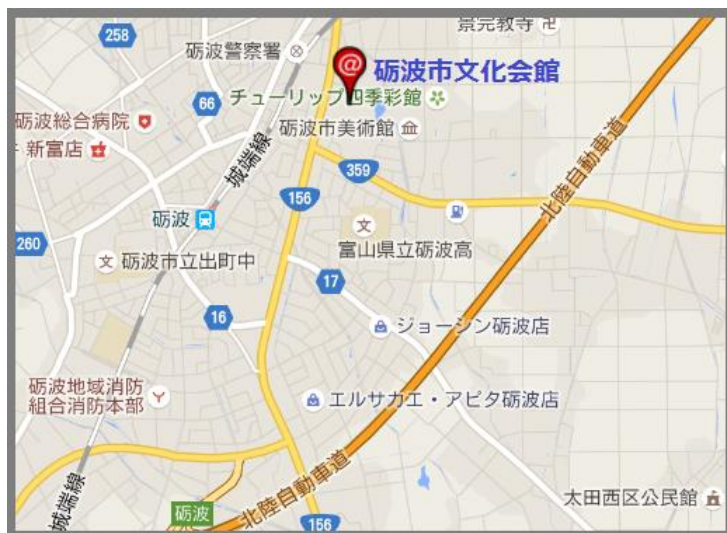 景完教寺
258
砺波警察署
砺波市文化会館
チューリップ四季彩館
66
砺波総合病院
砺波市美術館
新富店
城端線
359
156
砺波
北陸自動車道
富山県立砺波高
260
砺波市立出町中
17
16
ジョーシン砺波店
砺波地域消防
組合消防本部
エルサカエ・アピタ砺波店
北陸自動車道
城端線
砺波
太田西区公民館
156